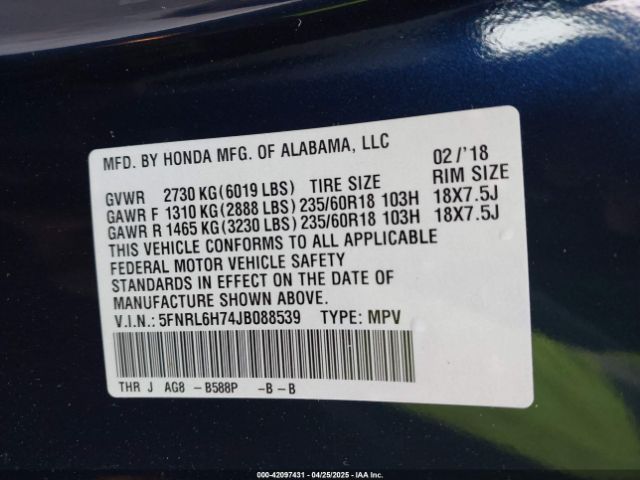 MFD. BY HONDA MFG. OF ALABAMA, LLC 02/'18
GVWR 2730 KG(6019 LBS) TIRE SIZE RIM SIZE
GAWR F 1310 KG(2888 LBS)235/60R18 103H 18X7.5J
GAWR R 1465 KG(3230 LBS)235/60R18 103H 18X7.5J
THIS VEHICLE CONFORMS TO ALL APPLICABLE
FEDERAL MOTOR VEHICLE SAFETY
STANDARDS IN EFFECT ON THE DATE OF
MANUFACTURE SHOWN ABOVE.
V.I.N.: 5FNRL6H74JB088539 TYPE: MPV
THR J AG8 -B588P -B-B
000-42097431 - 04/25/2025 - IAAI.COM